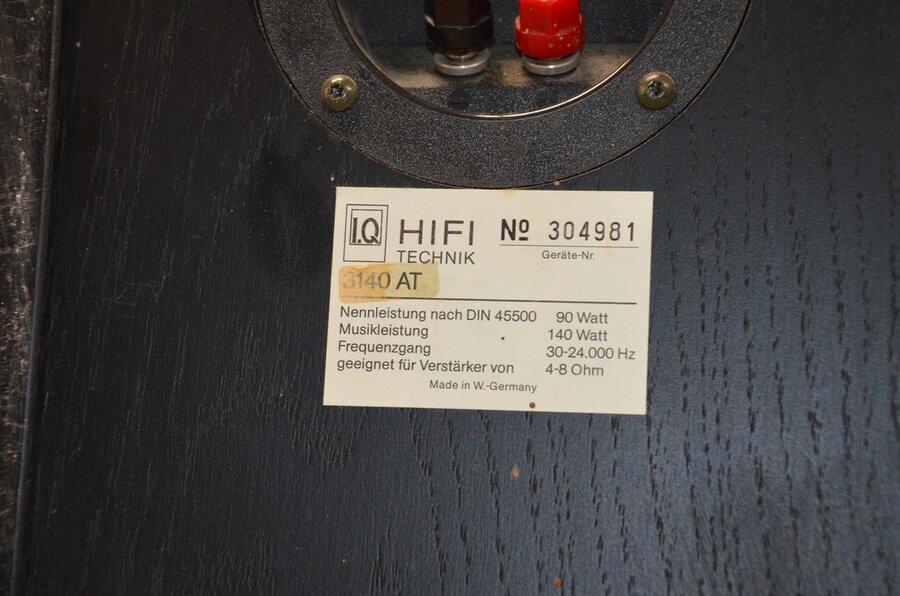 I.Q HIFI TECHNIK
Nº 304981
Geräte-Nr.
3140 AT
Nennleistung nach DIN 45500 90 Watt
Musikleistung 140 Watt
Frequenzgang 30-24.000 Hz
geeignet für Verstärker von 4-8 Ohm
Made in W.-Germany